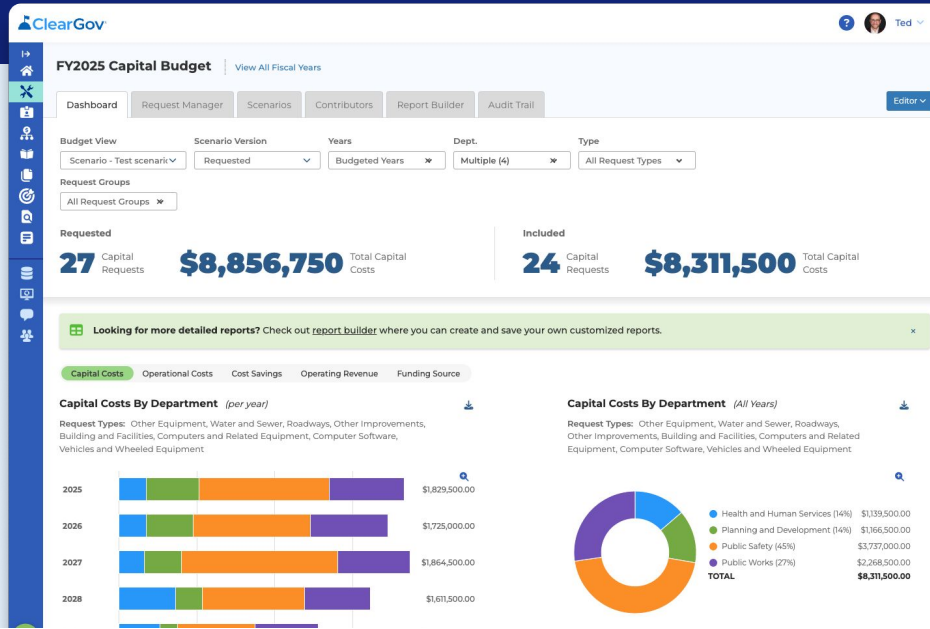 ClearGov
?
Ted
FY2025 Capital Budget
View All Fiscal Years
Dashboard
Request Manager
Scenarios
Contributors
Report Builder
Audit Trail
Editor
Budget View
Scenario Version
Years
Dept.
Type
Scenario - Test scenari
Requested
Budgeted Years
Multiple (4)
All Request Types
Request Groups
All Request Groups
Requested
27 Capital Requests
$8,856,750 Total Capital Costs
Included
24 Capital Requests
$8,311,500 Total Capital Costs
Looking for more detailed reports? Check out report builder where you can create and save your own customized reports.
×
Capital Costs
Operational Costs
Cost Savings
Operating Revenue
Funding Source
Capital Costs By Department (per year)
Request Types: Other Equipment, Water and Sewer, Roadways, Other Improvements,
Building and Facilities, Computers and Related Equipment, Computer Software,
Vehicles and Wheeled Equipment
2025 $1,829,500.00
2026 $1,725,000.00
2027 $1,864,500.00
2028 $1,611,500.00
Capital Costs By Department (All Years)
Request Types: Other Equipment, Water and Sewer, Roadways,
Other Improvements, Building and Facilities, Computers and Related
Equipment, Computer Software, Vehicles and Wheeled Equipment
Health and Human Services (14%) $1,139,500.00
Planning and Development (14%) $1,166,500.00
Public Safety (45%) $3,737,000.00
Public Works (27%) $2,268,500.00
TOTAL $8,311,500.00